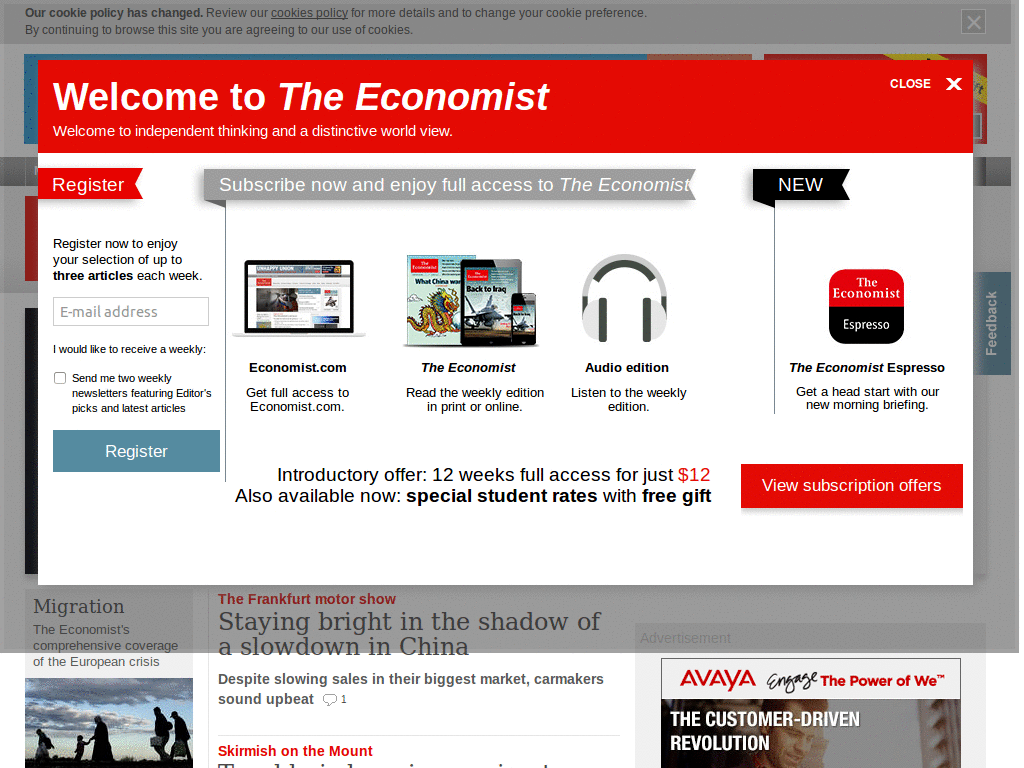 Our cookie policy has changed. Review our cookies policy for more details and to change your cookie preference.
By continuing to browse this site you are agreeing to our use of cookies.
CLOSE X
Welcome to The Economist
Welcome to independent thinking and a distinctive world view.
Register
Subscribe now and enjoy full access to The Economist
NEW
Register now to enjoy
your selection of up to
three articles each week.
E-mail address
I would like to receive a weekly:
Send me two weekly
newsletters featuring Editor's
picks and latest articles
Register
UNHAPPY UNION
Economist.com
Get full access to
Economist.com.
The Economist
What China wants
Back to Iraq
The Economist
Read the weekly edition
in print or online.
Audio edition
Listen to the weekly
edition.
The
Economist
Espresso
The Economist Espresso
Get a head start with our
new morning briefing.
Feedback
Introductory offer: 12 weeks full access for just $12
Also available now: special student rates with free gift
View subscription offers
Migration
The Economist's
comprehensive coverage
of the European crisis
The Frankfurt motor show
Staying bright in the shadow of
a slowdown in China
Despite slowing sales in their biggest market, carmakers
sound upbeat 1
Skirmish on the Mount
Advertisement
AVAYA Engage The Power of We™
THE CUSTOMER-DRIVEN
REVOLUTION